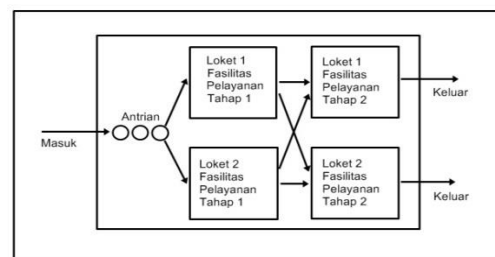 Masuk
Antrian
Loket 1
Fasilitas
Pelayanan
Tahap 1
Loket 2
Fasilitas
Pelayanan
Tahap 1
Loket 1
Fasilitas
Pelayanan
Tahap 2
Loket 2
Fasilitas
Pelayanan
Tahap 2
Keluar
Keluar